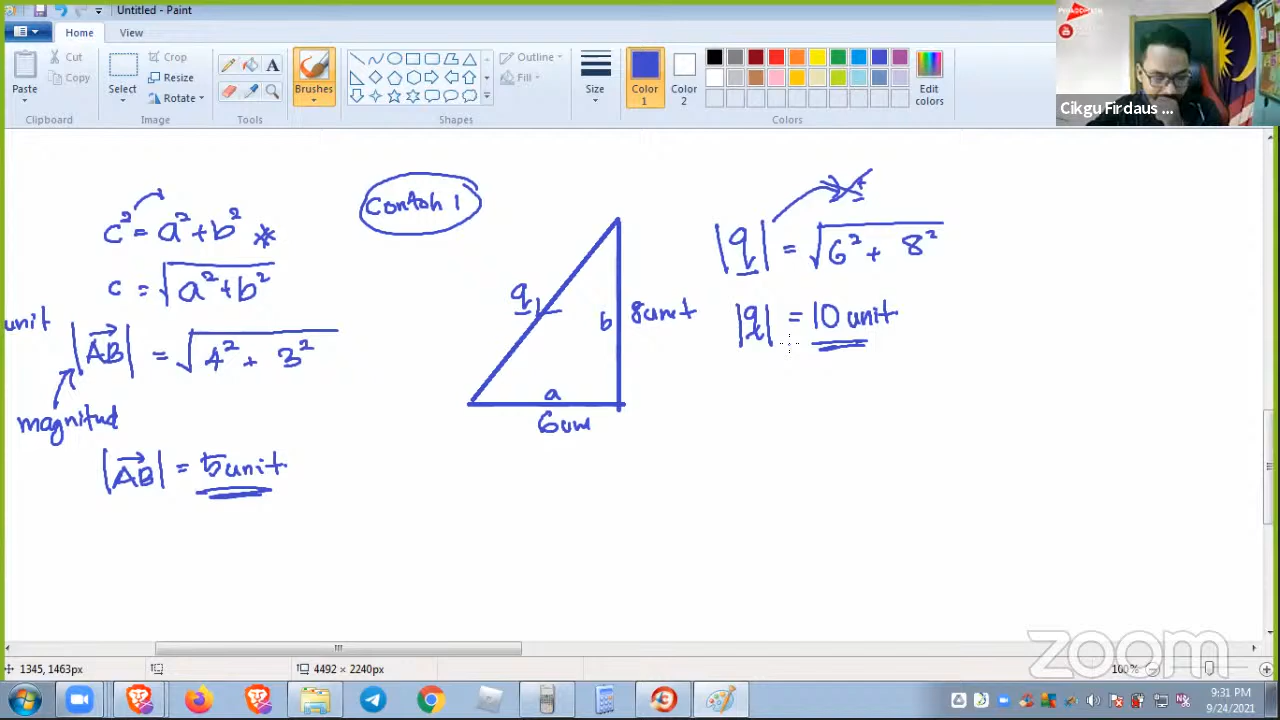 Untitled - Paint
Home
View
Paste
Cut
Copy
Clipboard
Select
Crop
Resize
Rotate
Image
Tools
Brushes
Shapes
Outline
Fill
Size
Color 1
Color 2
Edit colors
Colors
Cikgu Firdaus ...
c² = a² + b² *
c = √a² + b²
unit
|AB| = √4² + 3²
magnitud
|AB| = 5 unit
Contoh 1
q
b
8 unit
a
6 cm
|q| = √6² + 8²
|q| = 10 unit
zoom
1345, 1463px
4492 × 2240px
100%
9:31 PM
9/24/2021